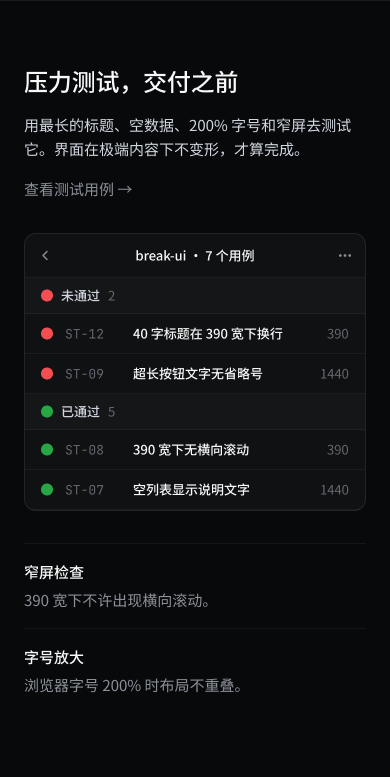 压力测试，交付之前
用最长的标题、空数据、200% 字号和窄屏去测试
它。界面在极端内容下不变形，才算完成。
查看测试用例 →
break-ui · 7 个用例
未通过 2
ST-12 40 字标题在 390 宽下换行 390
ST-09 超长按钮文字无省略号 1440
已通过 5
ST-08 390 宽下无横向滚动 390
ST-07 空列表显示说明文字 1440
窄屏检查
390 宽下不许出现横向滚动。
字号放大
浏览器字号 200% 时布局不重叠。